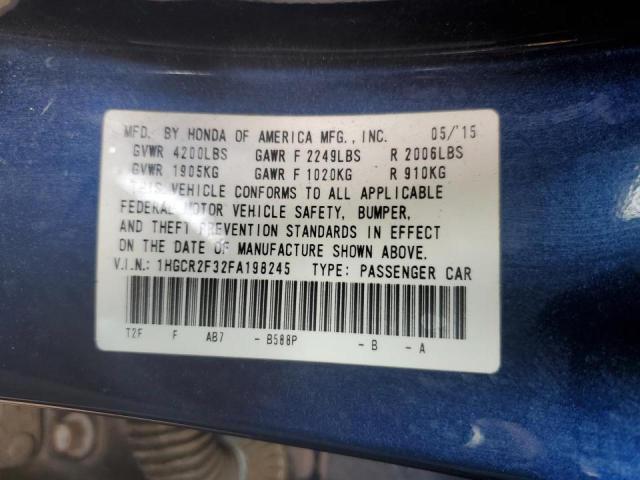 MFD. BY HONDA OF AMERICA MFG., INC. 05/'15
GVWR 4200LBS GAWR F 2249LBS R 2006LBS
GVWR 1905KG GAWR F 1020KG R 910KG
THIS VEHICLE CONFORMS TO ALL APPLICABLE
FEDERAL MOTOR VEHICLE SAFETY, BUMPER,
AND THEFT PREVENTION STANDARDS IN EFFECT
ON THE DATE OF MANUFACTURE SHOWN ABOVE.
V.I.N.: 1HGCR2F32FA198245 TYPE: PASSENGER CAR
T2F F AB7 - B588P - B - A